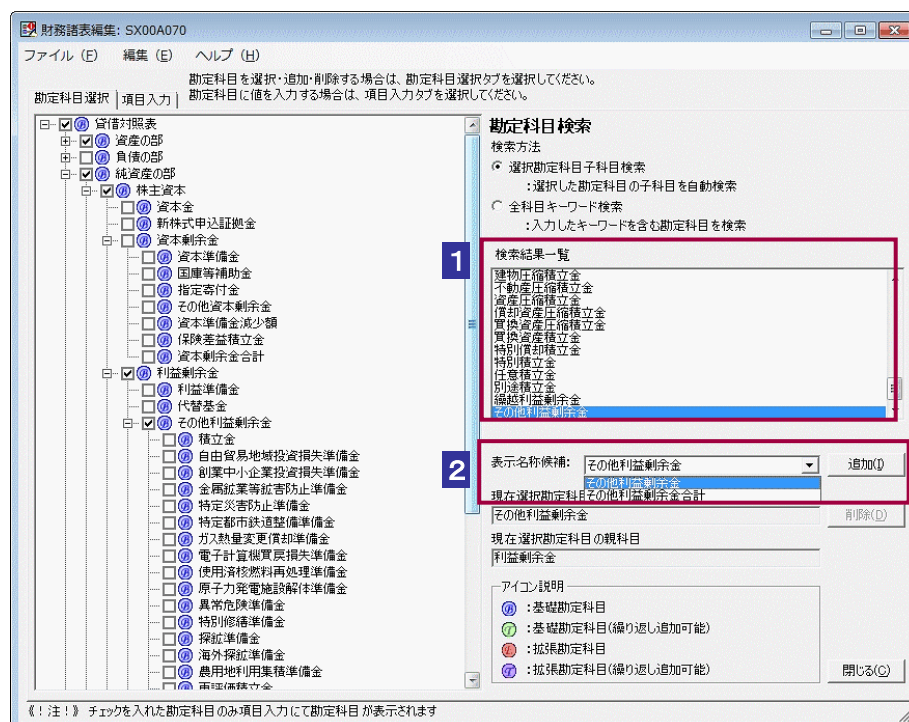 財務諸表編集: SX00A070
ファイル (F) 編集 (E) ヘルプ (H)
勘定科目を選択・追加・削除する場合は、勘定科目選択タブを選択してください。
勘定科目に値を入力する場合は、項目入力タブを選択してください。
勘定科目選択 項目入力
貸借対照表
資産の部
負債の部
純資産の部
株主資本
資本金
新株式申込証拠金
資本剰余金
資本準備金
国庫等補助金
指定寄付金
その他資本剰余金
資本準備金減少額
保険差益積立金
資本剰余金合計
利益剰余金
利益準備金
代替基金
その他利益剰余金
積立金
自由貿易地域投資損失準備金
創業中小企業投資損失準備金
金属鉱業等鉱害防止準備金
特定災害防止準備金
特定都市鉄道整備準備金
ガス熱量変更償却準備金
電子計算機買戻損失準備金
使用済核燃料再処理準備金
原子力発電施設解体準備金
異常危険準備金
特別修繕準備金
探鉱準備金
海外探鉱準備金
農用地利用集積準備金
再評価積立金
勘定科目検索
検索方法
選択勘定科目子科目検索
:選択した勘定科目の子科目を自動検索
全科目キーワード検索
:入力したキーワードを含む勘定科目を検索
1
検索結果一覧
建物圧縮積立金
不動産圧縮積立金
資産圧縮積立金
償却資産圧縮積立金
買換資産圧縮積立金
買換資産積立金
特別償却積立金
特別積立金
任意積立金
別途積立金
繰越利益剰余金
その他利益剰余金
2
表示名称候補: その他利益剰余金 追加(I)
その他利益剰余金
その他利益剰余金合計
現在選択勘定科目
その他利益剰余金 削除(D)
現在選択勘定科目の親科目
利益剰余金
アイコン説明
B :基礎勘定科目
T :基礎勘定科目(繰り返し追加可能)
:拡張勘定科目
T :拡張勘定科目(繰り返し追加可能)
閉じる(C)
《!注!》 チェックを入れた勘定科目のみ項目入力にて勘定科目が表示されます